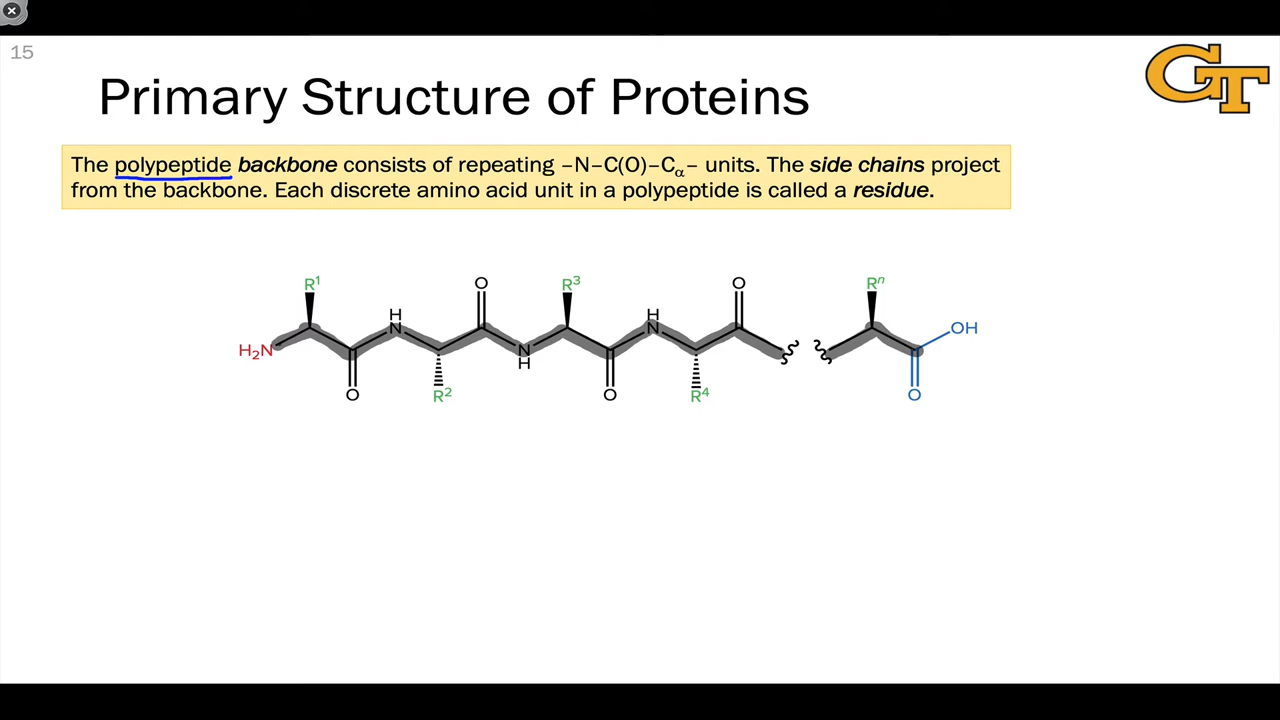 15
GT
Primary Structure of Proteins
The polypeptide backbone consists of repeating –N–C(O)–Cα– units. The side chains project
from the backbone. Each discrete amino acid unit in a polypeptide is called a residue.
R¹ O R³ O Rⁿ
H H OH
H₂N N N N
H
O R² O R⁴ O